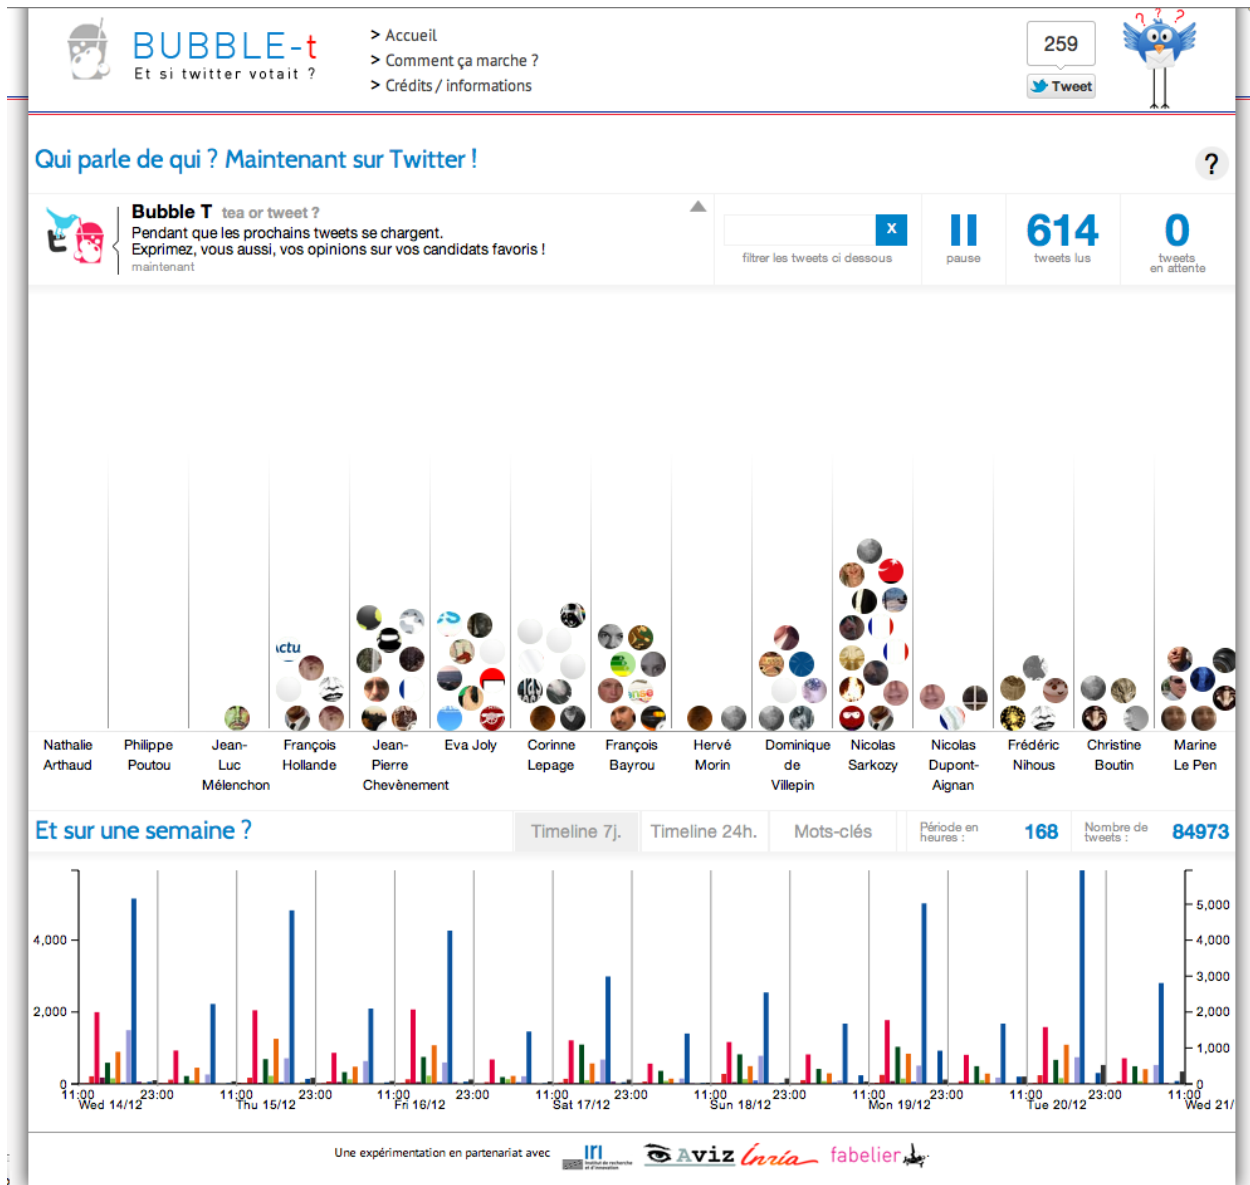 BUBBLE-t
Et si twitter votait ?
> Accueil
> Comment ça marche ?
> Crédits / informations
259
Tweet
? ? ?
Qui parle de qui ? Maintenant sur Twitter !
?
Bubble T tea or tweet ?
Pendant que les prochains tweets se chargent.
Exprimez, vous aussi, vos opinions sur vos candidats favoris !
maintenant
X
filtrer les tweets ci dessous
pause
614
tweets lus
0
tweets
en attente
Actu
Nathalie
Arthaud
Philippe
Poutou
Jean-
Luc
Mélenchon
François
Hollande
Jean-
Pierre
Chevènement
Eva Joly
Corinne
Lepage
François
Bayrou
Hervé
Morin
Dominique
de
Villepin
Nicolas
Sarkozy
Nicolas
Dupont-
Aignan
Frédéric
Nihous
Christine
Boutin
Marine
Le Pen
Et sur une semaine ?
Timeline 7j.
Timeline 24h.
Mots-clés
Période en
heures :
168
Nombre de
tweets :
84973
4,000
2,000
0
5,000
4,000
3,000
2,000
1,000
0
11:00 23:00 11:00 23:00 11:00 23:00 11:00 23:00 11:00 23:00 11:00 23:00 11:00 23:00 11:00
Wed 14/12 Thu 15/12 Fri 16/12 Sat 17/12 Sun 18/12 Mon 19/12 Tue 20/12 Wed 21/
Une expérimentation en partenariat avec
IRI
institut de recherche
et d'innovation
Aviz
Inria
fabelier